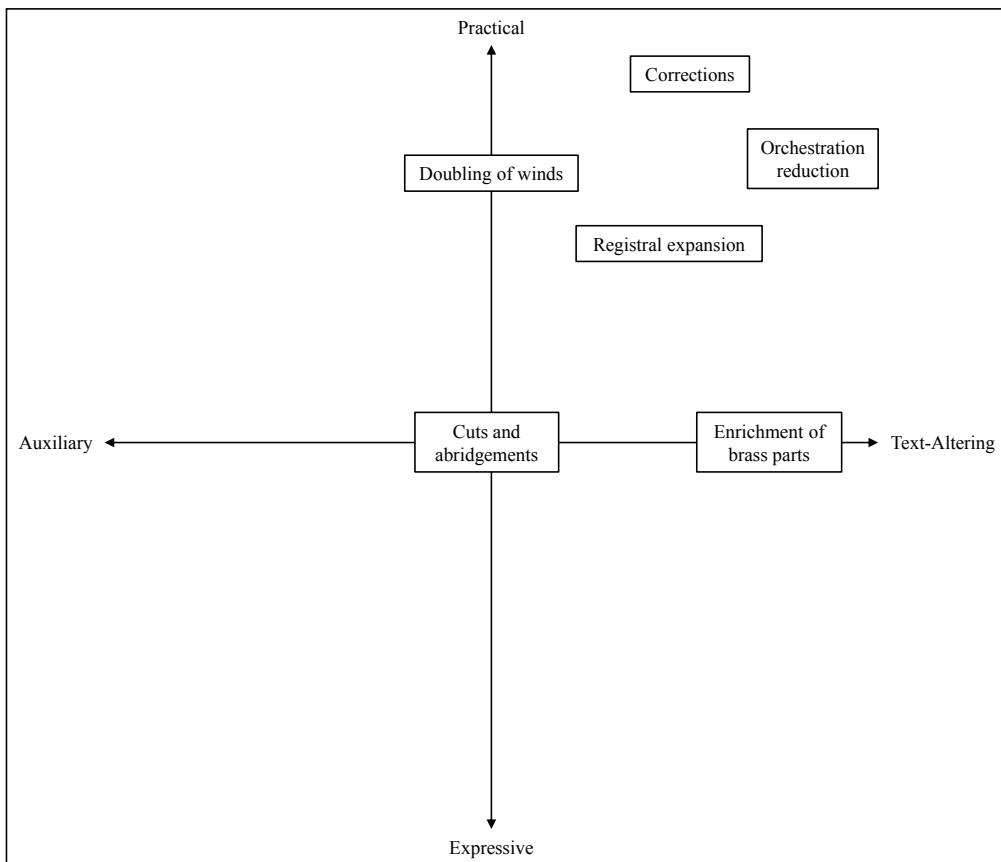 Practical
Corrections
Orchestration
reduction
Doubling of winds
Registral expansion
Auxiliary
Cuts and
abridgements
Enrichment of
brass parts
Text-Altering
Expressive